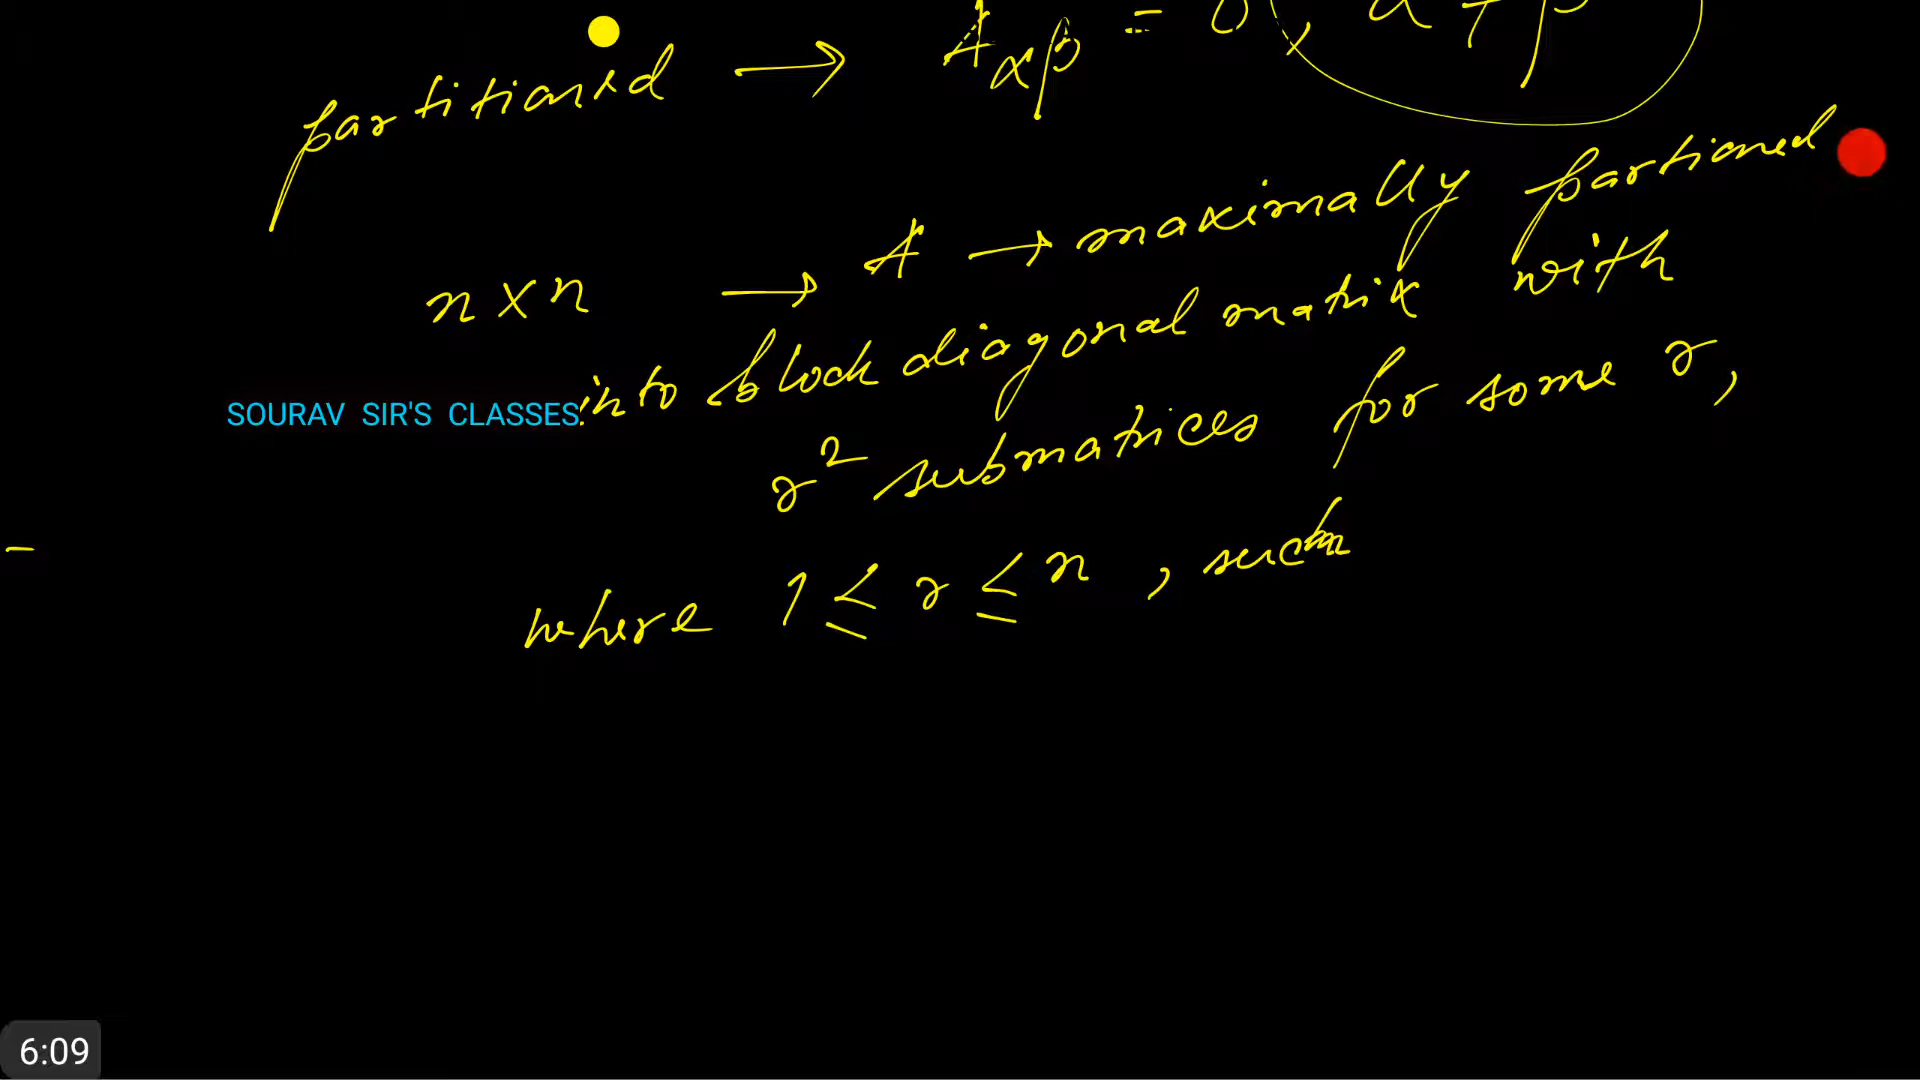 partitioned → Aαβ = 0, α ≠ β
n×n → A → maximally partioned
into block diagonal matrix with
SOURAV SIR'S CLASSES
r² submatrices for some r,
where 1 ≤ r ≤ n, such
6:09